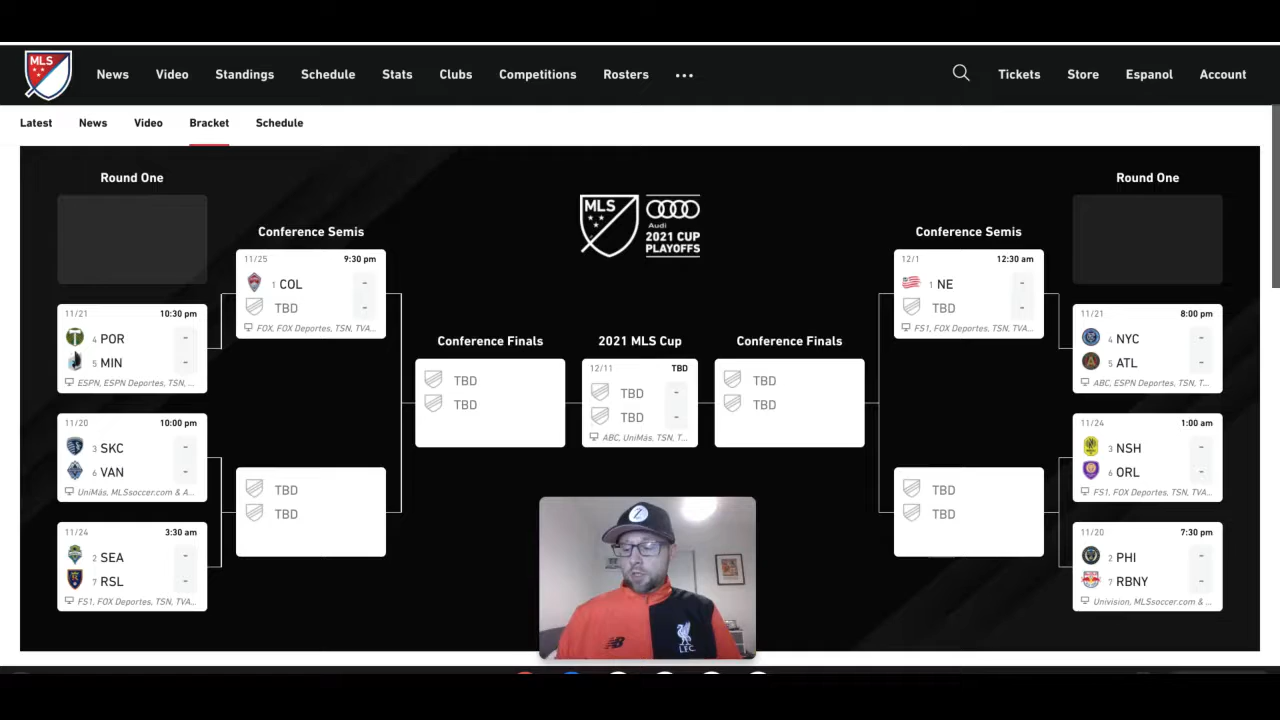 MLS
News Video Standings Schedule Stats Clubs Competitions Rosters ••• Tickets Store Espanol Account
Latest News Video Bracket Schedule
Round One
11/21 10:30 pm
4 POR -
5 MIN -
ESPN, ESPN Deportes, TSN, ...
11/20 10:00 pm
3 SKC -
6 VAN -
UniMás, MLSsoccer.com & A...
11/24 3:30 am
2 SEA -
7 RSL -
FS1, FOX Deportes, TSN, TVA...
Conference Semis
11/25 9:30 pm
1 COL -
TBD -
FOX, FOX Deportes, TSN, TVA...
TBD
TBD
Conference Finals
TBD
TBD
MLS
Audi
2021 CUP
PLAYOFFS
2021 MLS Cup
12/11 TBD
TBD -
TBD -
ABC, UniMás, TSN, T...
Conference Finals
TBD
TBD
Conference Semis
12/1 12:30 am
1 NE -
TBD -
FS1, FOX Deportes, TSN, TVA...
TBD
TBD
Round One
11/21 8:00 pm
4 NYC -
5 ATL -
ABC, ESPN Deportes, TSN, T...
11/24 1:00 am
3 NSH -
6 ORL -
FS1, FOX Deportes, TSN, TVA...
11/20 7:30 pm
2 PHI -
7 RBNY -
Univision, MLSsoccer.com & ...
L.F.C.